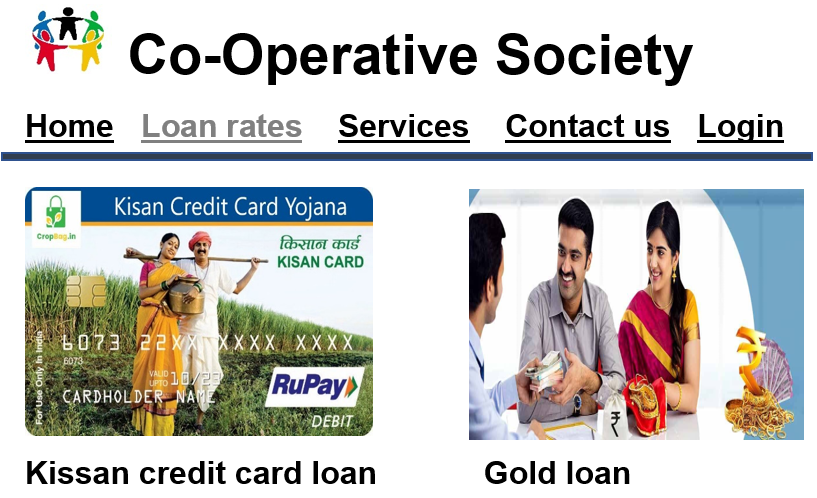 Co-Operative Society
Home Loan rates Services Contact us Login
Kisan Credit Card Yojana
CropBag.in
किसान कार्ड
KISAN CARD
For Use Only In India
6073 22XX XXXX XXXX
6073
VALID UPTO 10/23
CARDHOLDER NAME
RuPay
DEBIT
₹
₹
Kissan credit card loan
Gold loan